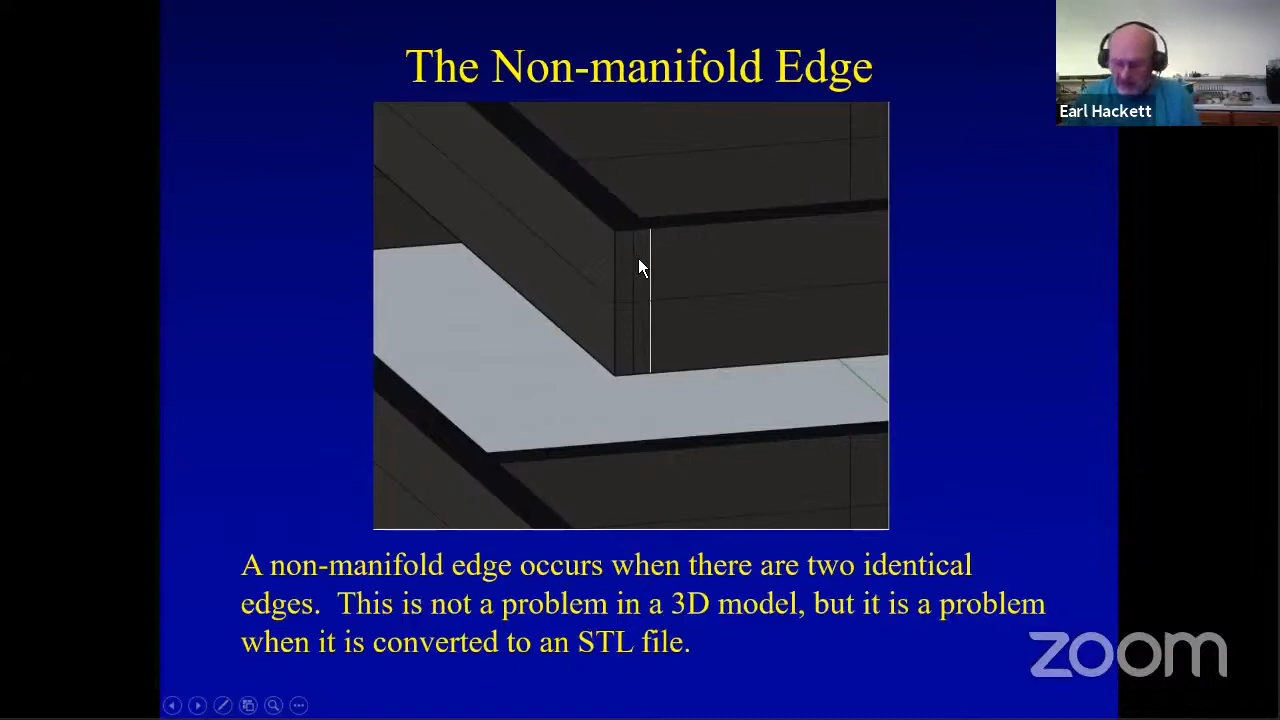 The Non-manifold Edge
Earl Hackett
A non-manifold edge occurs when there are two identical
edges.  This is not a problem in a 3D model, but it is a problem
when it is converted to an STL file.
zoom